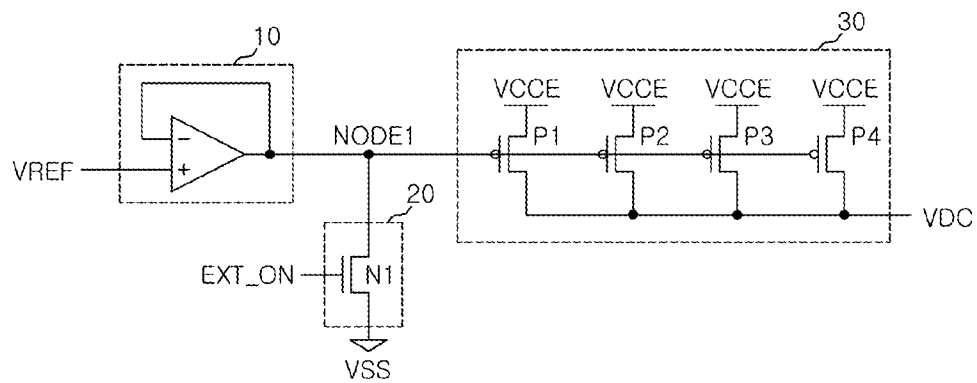 10
30
VCCE VCCE VCCE VCCE
P1 P2 P3 P4
NODE1
−
VREF +
20
VDC
EXT_ON N1
VSS